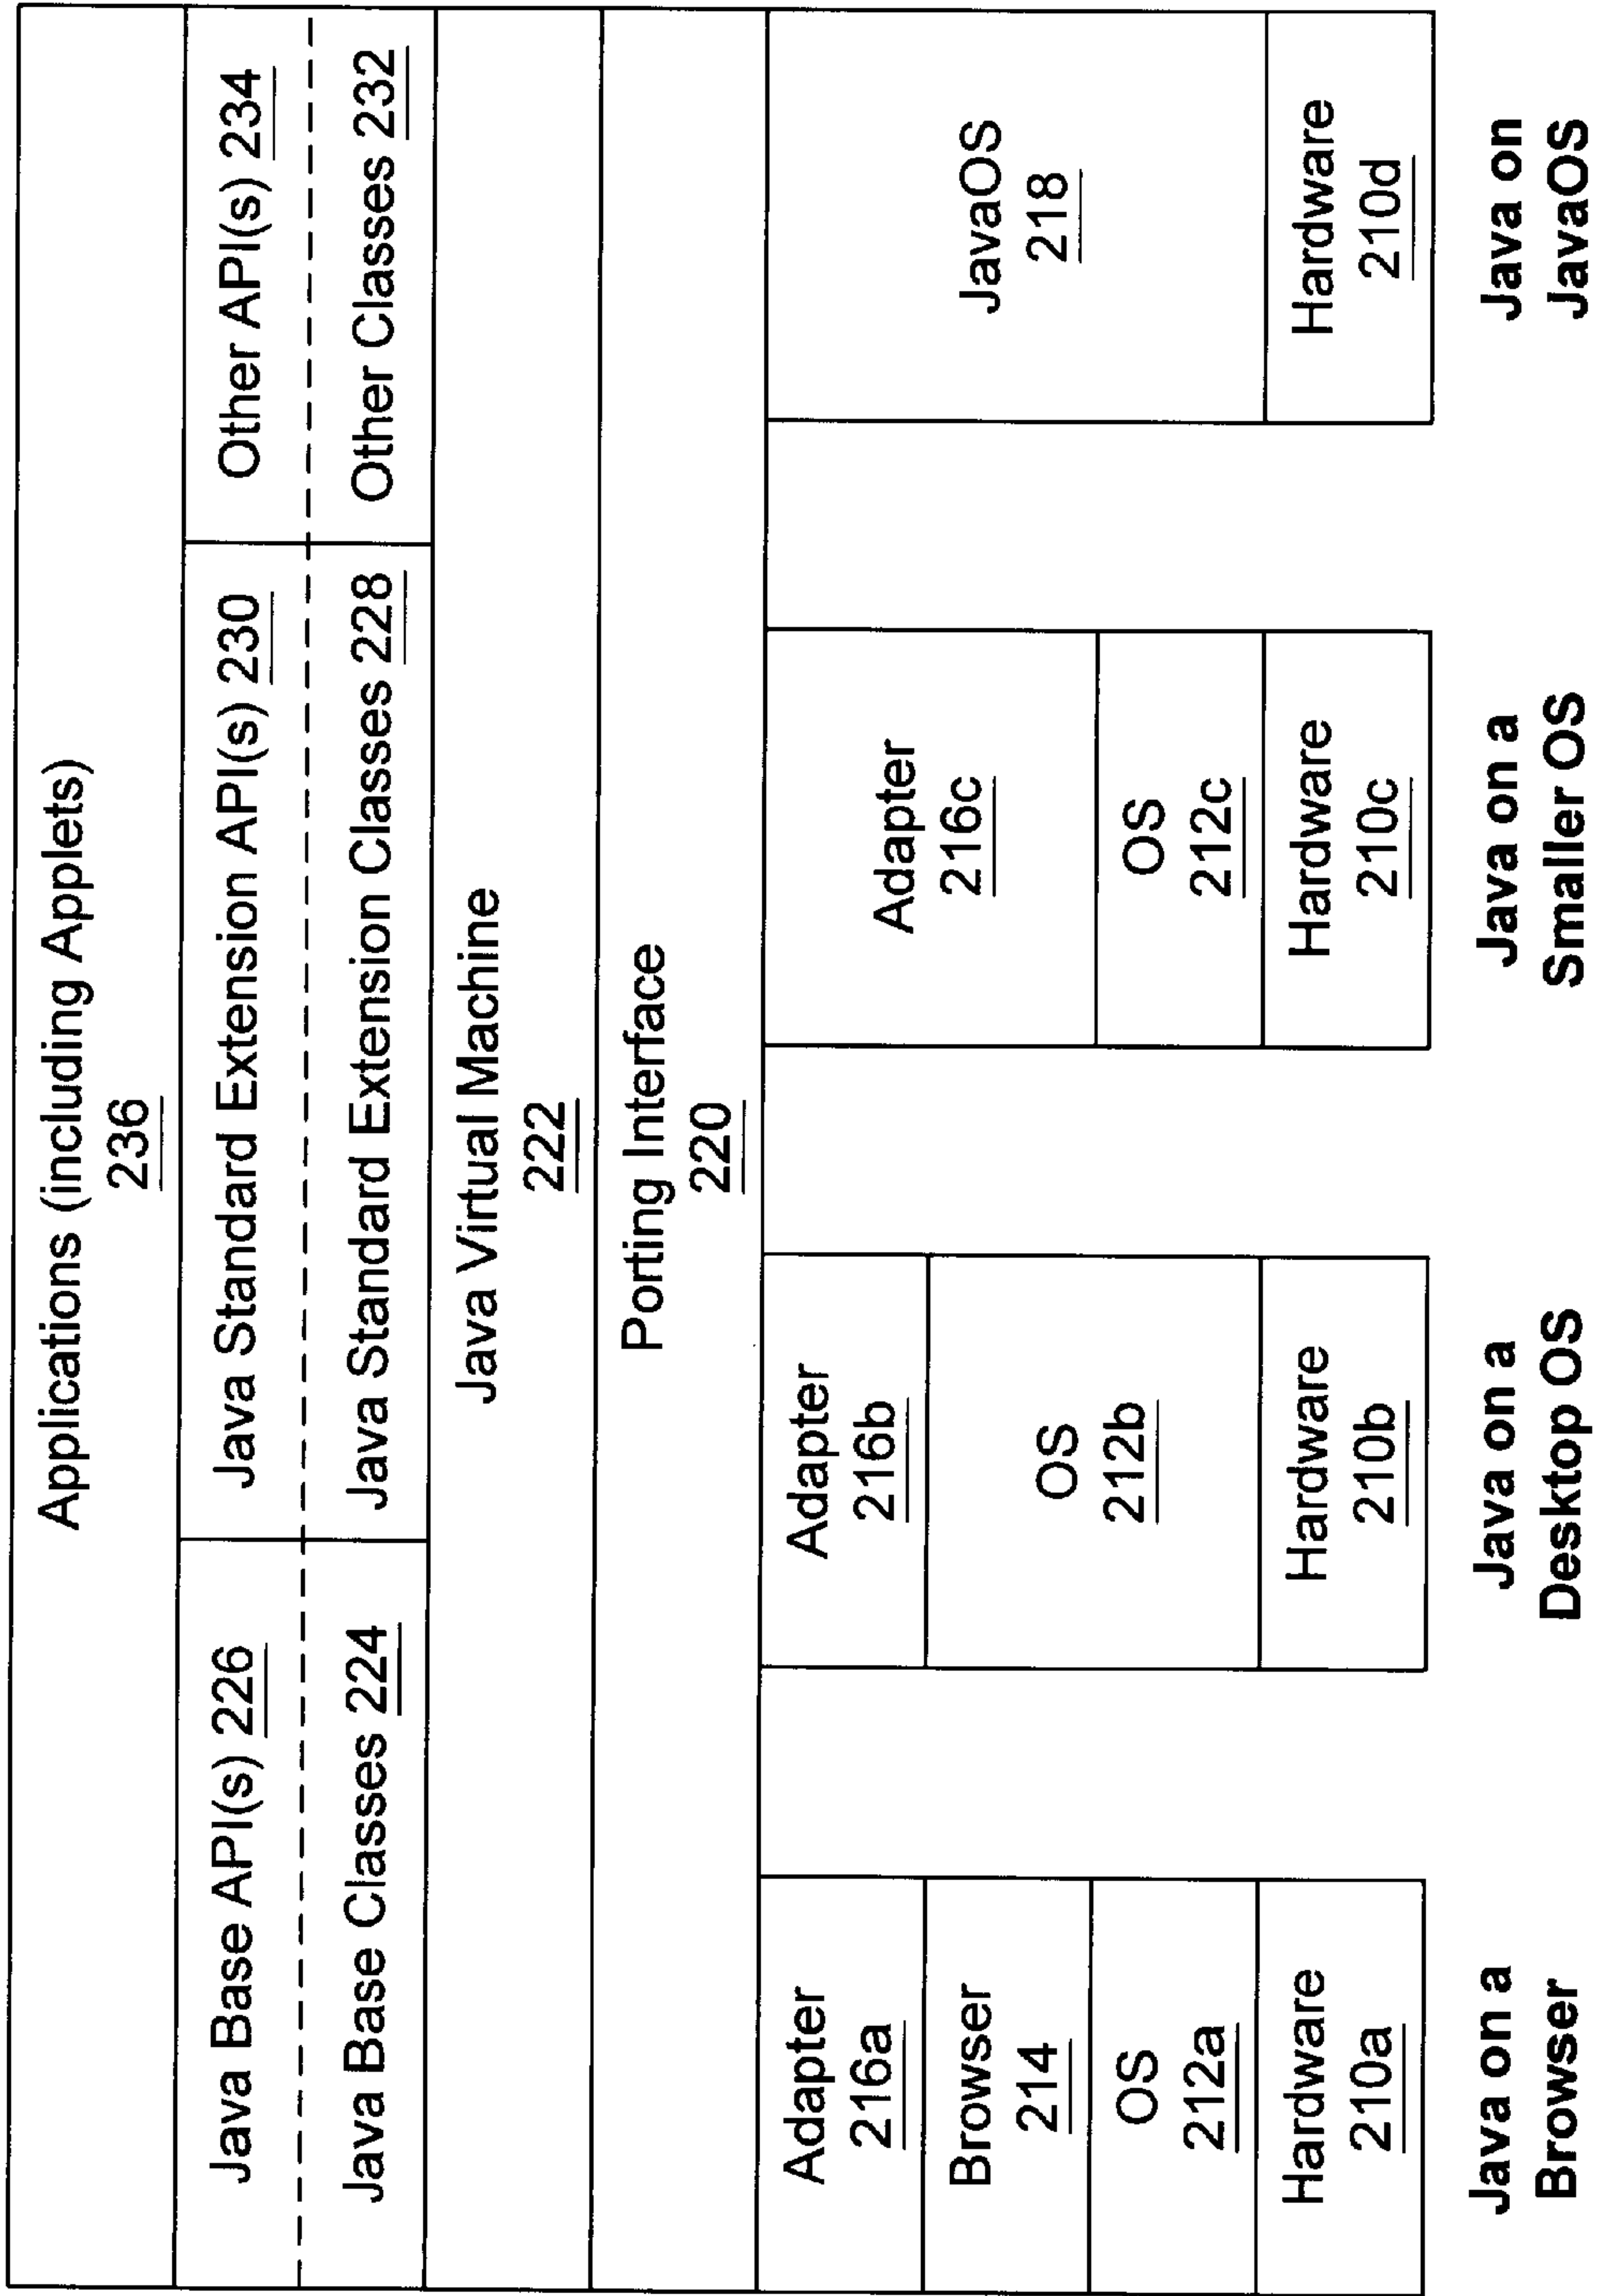 Applications (including Applets)
236
Java Base API(s) 226
Java Standard Extension API(s) 230
Other API(s) 234
Java Base Classes 224
Java Standard Extension Classes 228
Other Classes 232
Java Virtual Machine
222
Porting Interface
220
Adapter
216a
Browser
214
OS
212a
Hardware
210a
Java on a
Browser
Adapter
216b
OS
212b
Hardware
210b
Java on a
Desktop OS
Adapter
216c
OS
212c
Hardware
210c
Java on a
Smaller OS
JavaOS
218
Hardware
210d
Java on
JavaOS